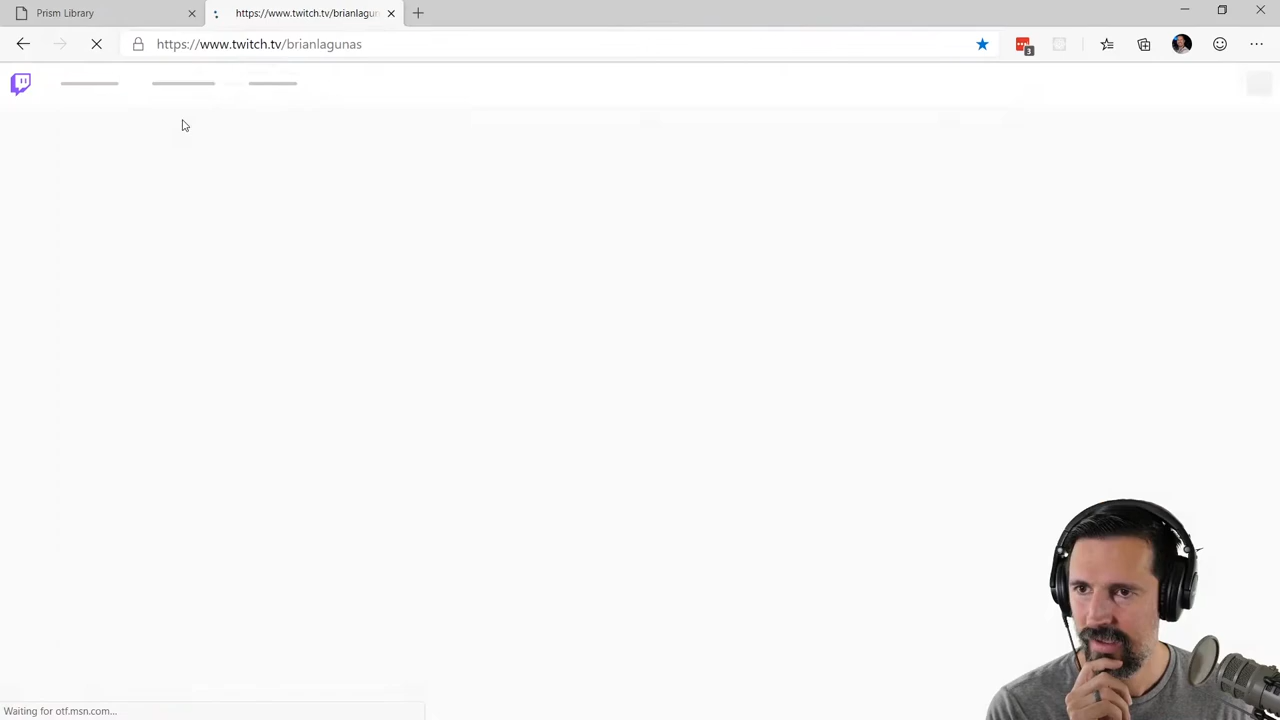 Prism Library
https://www.twitch.tv/brianlagun
https://www.twitch.tv/brianlagunas
3
Waiting for otf.msn.com...